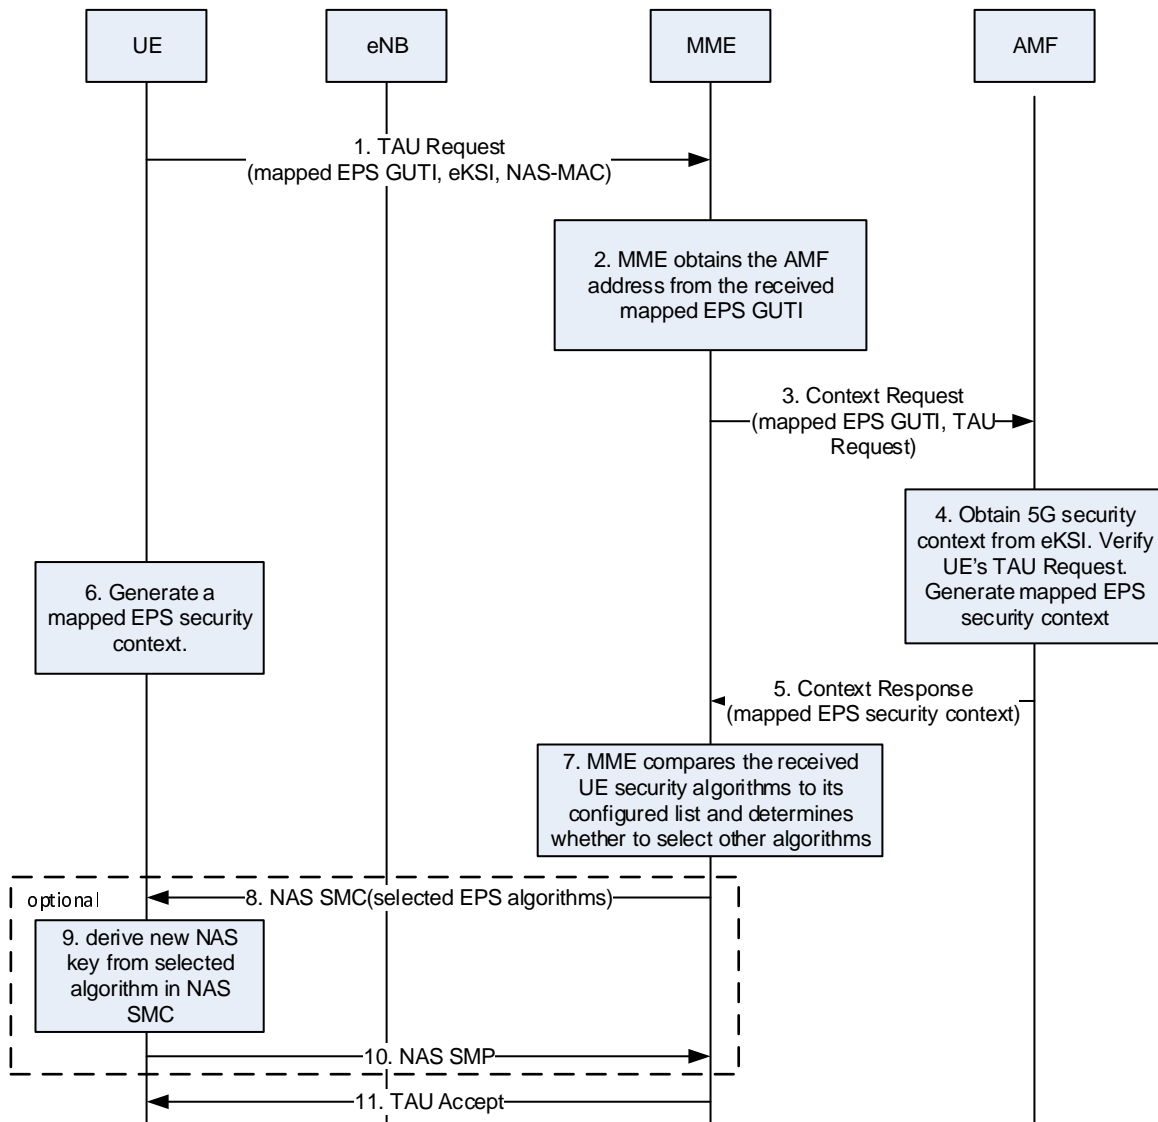 UE
eNB
MME
AMF
1. TAU Request
(mapped EPS GUTI, eKSI, NAS-MAC)
2. MME obtains the AMF
address from the received
mapped EPS GUTI
3. Context Request
(mapped EPS GUTI, TAU
Request)
4. Obtain 5G security
context from eKSI. Verify
UE's TAU Request.
Generate mapped EPS
security context
6. Generate a
mapped EPS security
context.
5. Context Response
(mapped EPS security context)
7. MME compares the received
UE security algorithms to its
configured list and determines
whether to select other algorithms
optional
8. NAS SMC(selected EPS algorithms)
9. derive new NAS
key from selected
algorithm in NAS
SMC
10. NAS SMP
11. TAU Accept